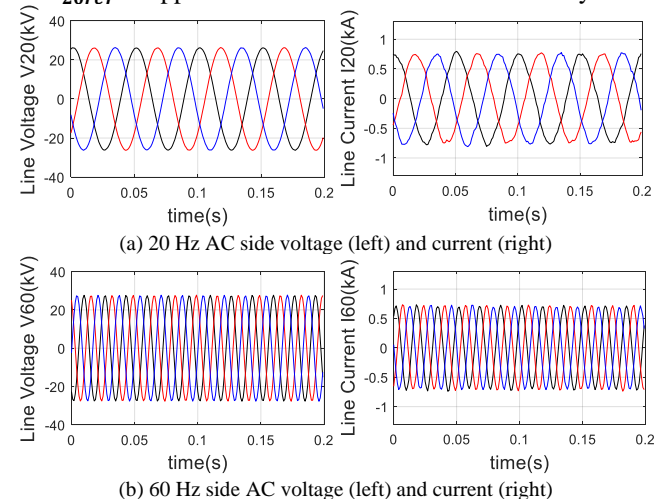 20ref
40
20
0
-20
-40
Line Voltage V20(kV)
0 0.05 0.1 0.15 0.2
time(s)
1
0.5
0
-0.5
-1
Line Current I20(kA)
0 0.05 0.1 0.15 0.2
time(s)
(a) 20 Hz AC side voltage (left) and current (right)
40
20
0
-20
-40
Line Voltage V60(kV)
0 0.05 0.1 0.15 0.2
time(s)
1
0.5
0
-0.5
-1
Line Current I60(kA)
0 0.05 0.1 0.15 0.2
time(s)
(b) 60 Hz side AC voltage (left) and current (right)